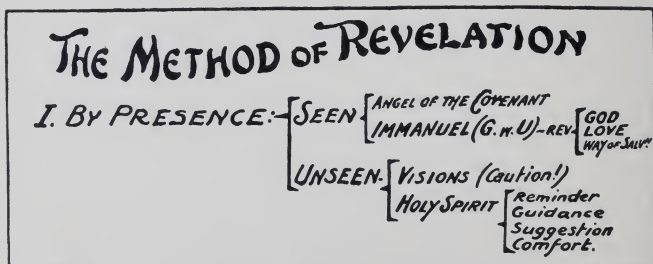 THE METHOD OF REVELATION
I. BY PRESENCE:-
SEEN
ANGEL OF THE COVENANT
IMMANUEL (G.W.U) - REV.
GOD
LOVE
WAY OF SALV'N
UNSEEN-
VISIONS (Caution!)
HOLY SPIRIT
Reminder
Guidance
Suggestion
Comfort.